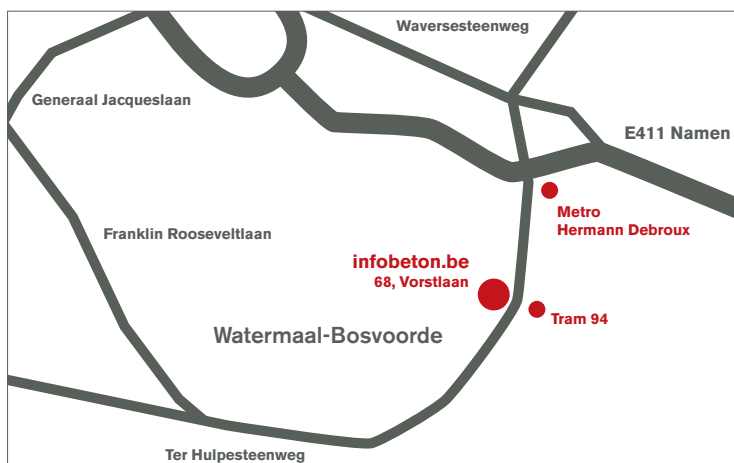 Waversesteenweg
Generaal Jacqueslaan
E411 Namen
Metro
Hermann Debroux
Franklin Rooseveltlaan
infobeton.be
68, Vorstlaan
Tram 94
Watermaal-Bosvoorde
Ter Hulpesteenweg